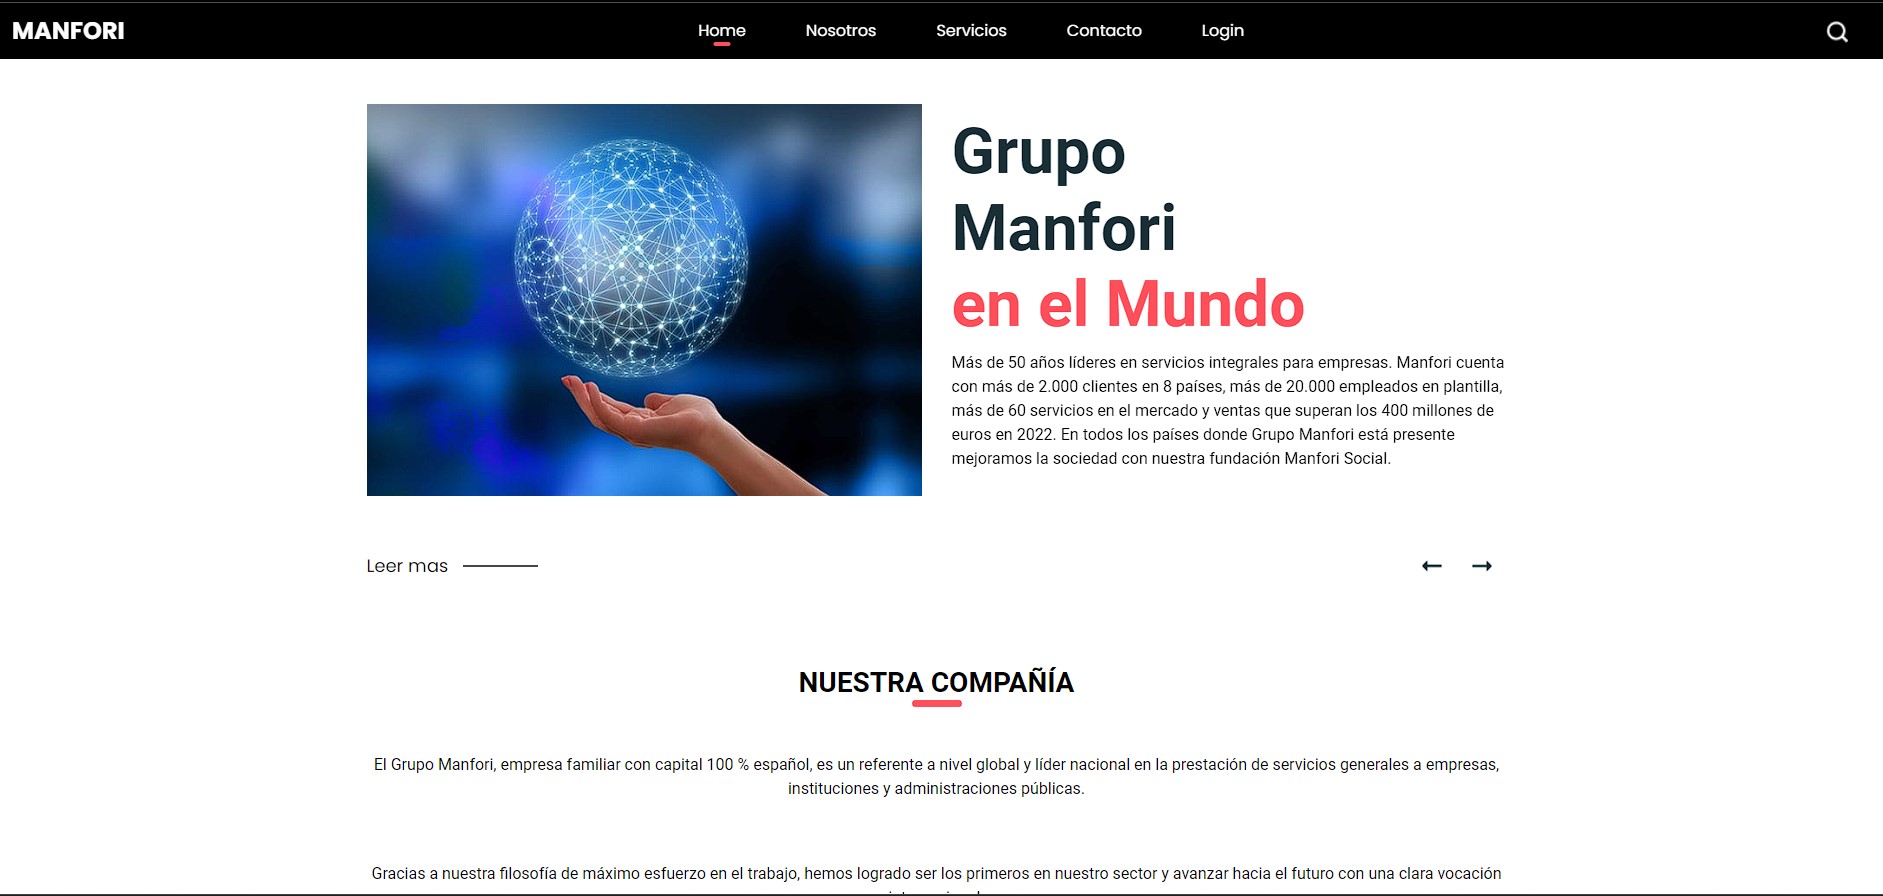 MANFORI
Home
Nosotros
Servicios
Contacto
Login
Grupo
Manfori
en el Mundo
Más de 50 años líderes en servicios integrales para empresas. Manfori cuenta
con más de 2.000 clientes en 8 países, más de 20.000 empleados en plantilla,
más de 60 servicios en el mercado y ventas que superan los 400 millones de
euros en 2022. En todos los países donde Grupo Manfori está presente
mejoramos la sociedad con nuestra fundación Manfori Social.
Leer mas
NUESTRA COMPAÑÍA
El Grupo Manfori, empresa familiar con capital 100 % español, es un referente a nivel global y líder nacional en la prestación de servicios generales a empresas,
instituciones y administraciones públicas.
Gracias a nuestra filosofía de máximo esfuerzo en el trabajo, hemos logrado ser los primeros en nuestro sector y avanzar hacia el futuro con una clara vocación